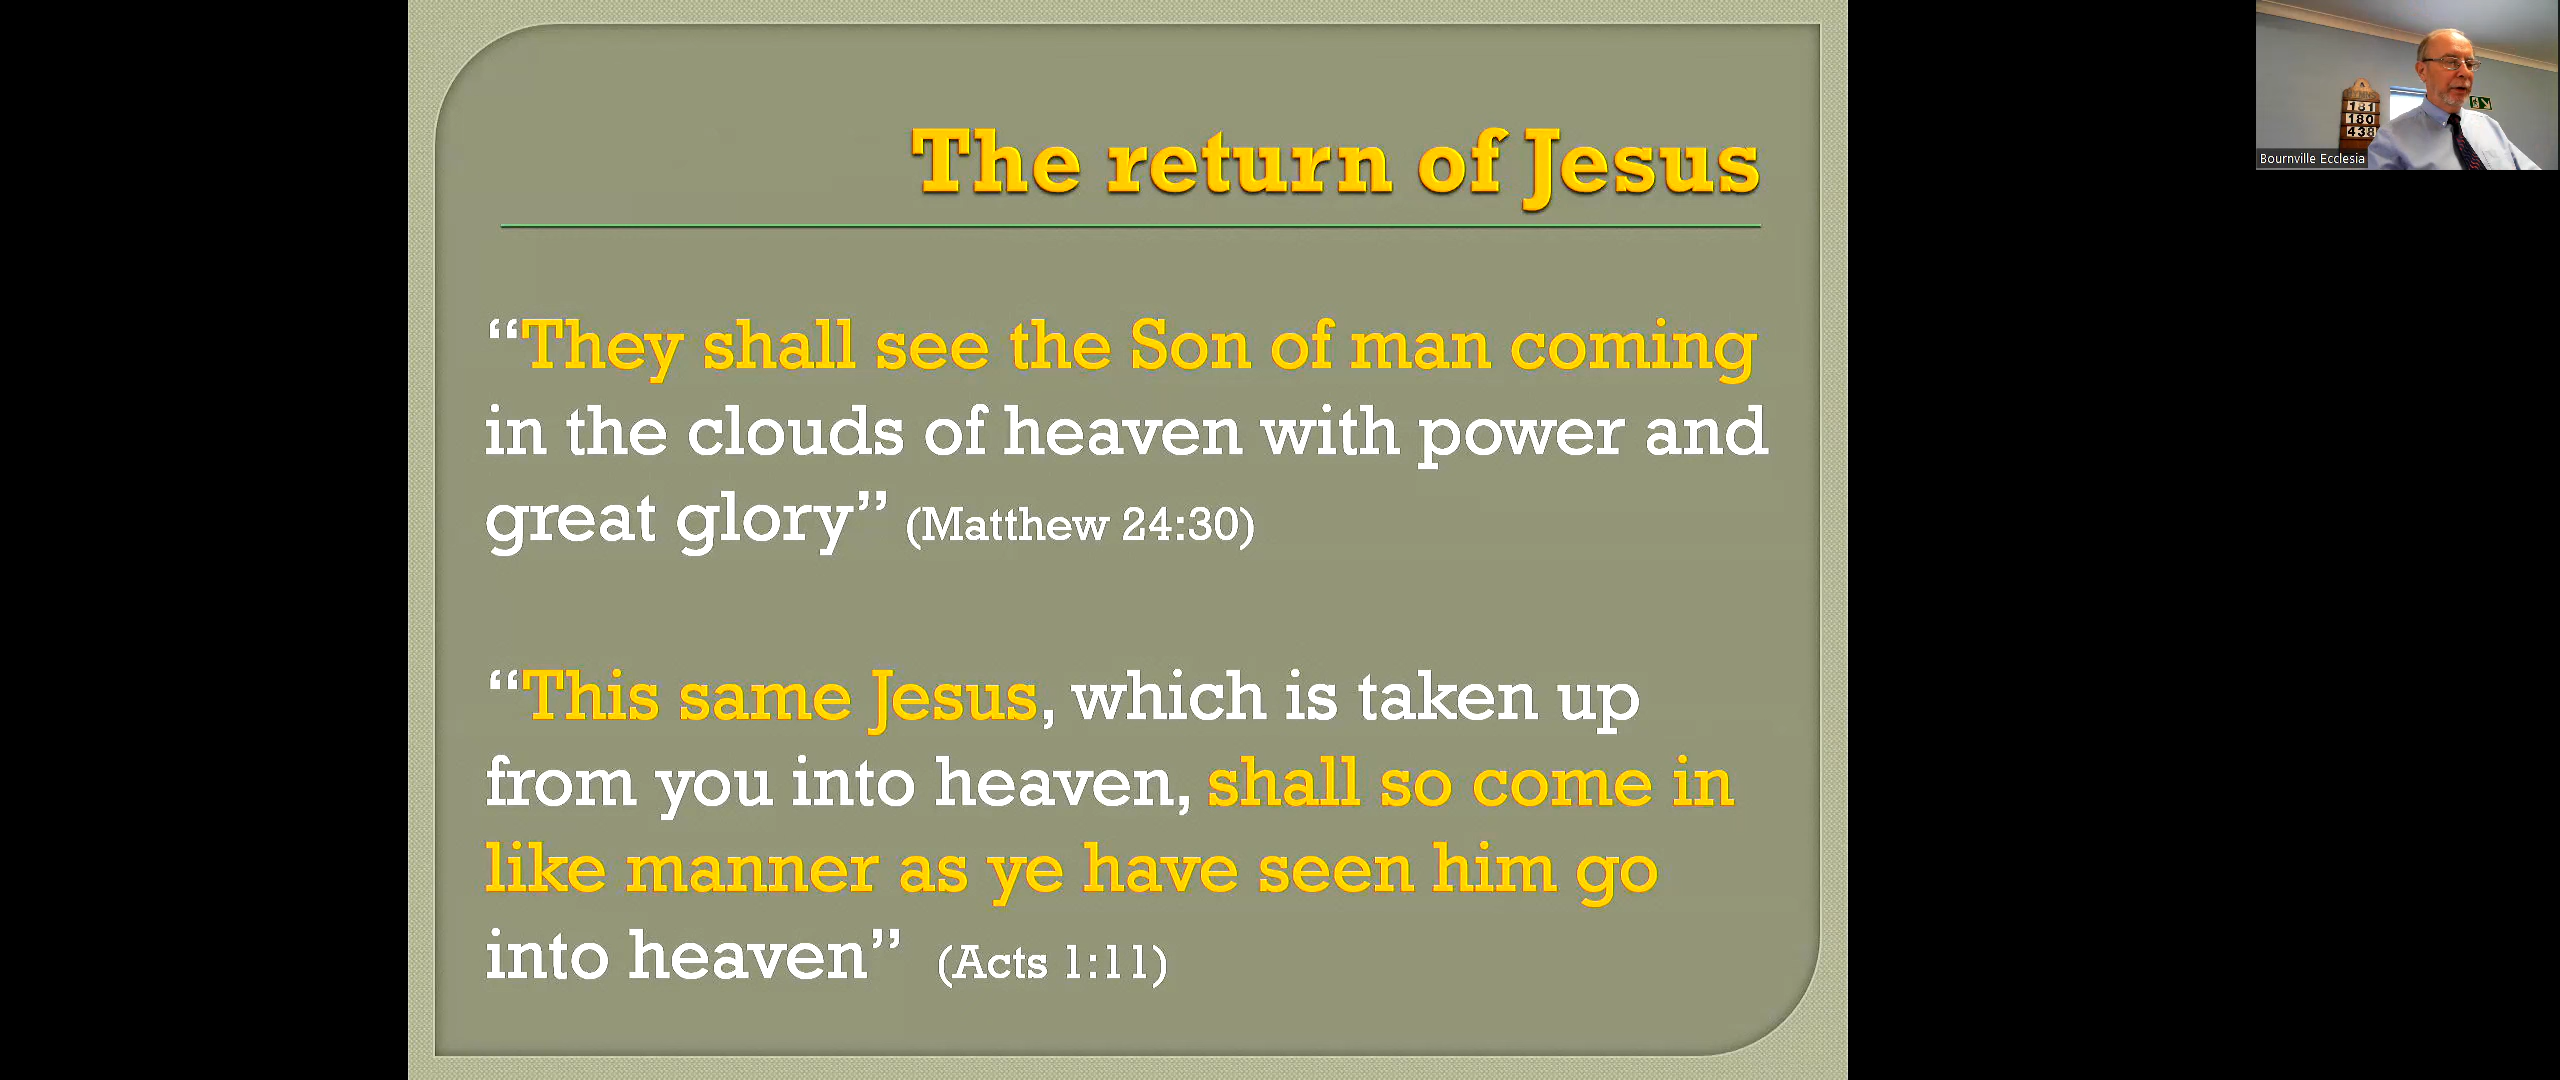 The return of Jesus
“They shall see the Son of man coming
in the clouds of heaven with power and
great glory” (Matthew 24:30)
“This same Jesus, which is taken up
from you into heaven, shall so come in
like manner as ye have seen him go
into heaven” (Acts 1:11)
HYMNS
181
180
438
Bournville Ecclesia